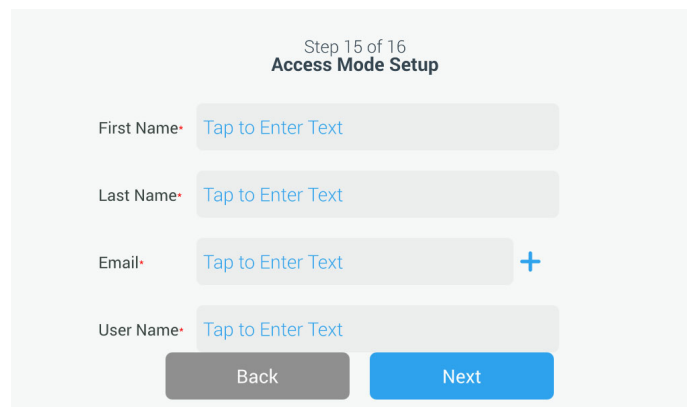 Step 15 of 16
Access Mode Setup
First Name* Tap to Enter Text
Last Name* Tap to Enter Text
Email* Tap to Enter Text +
User Name* Tap to Enter Text
Back Next